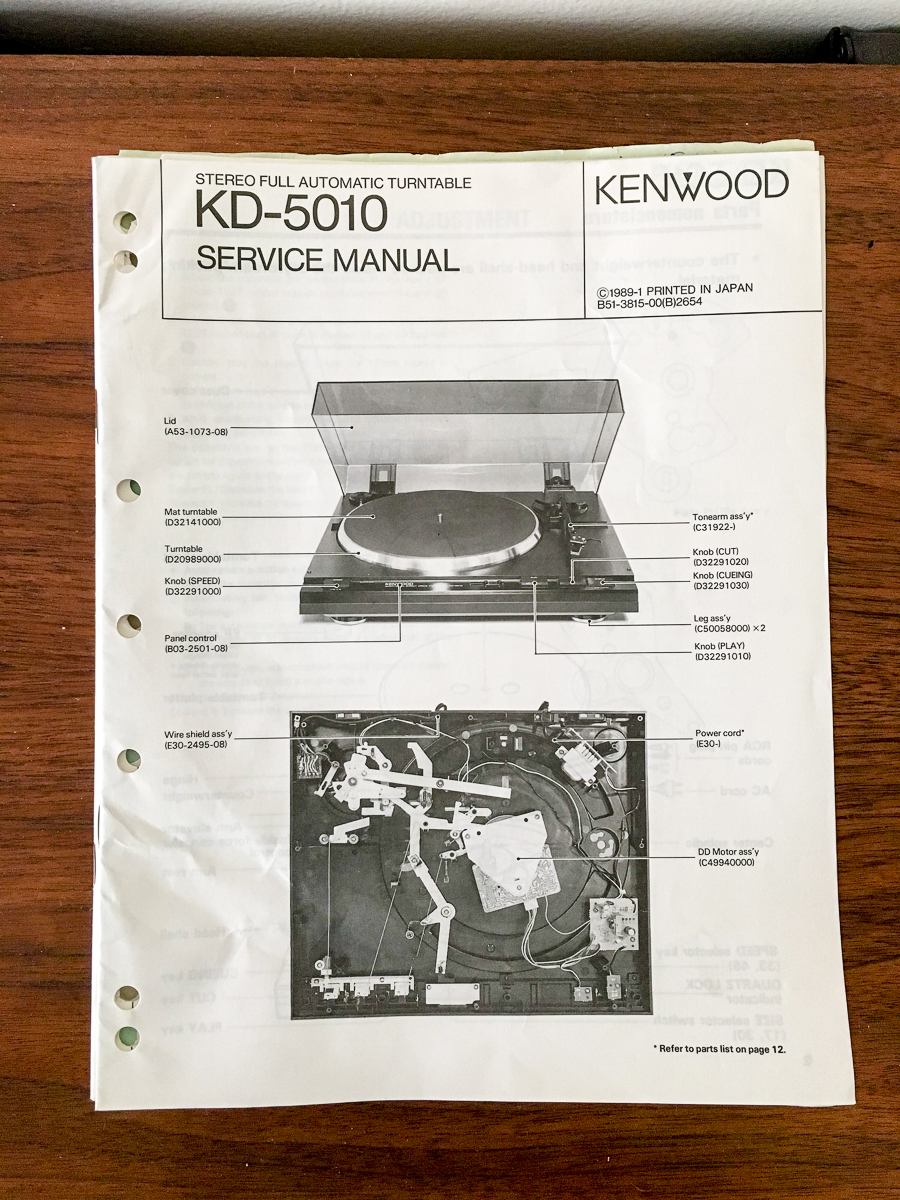 STEREO FULL AUTOMATIC TURNTABLE
KD-5010
SERVICE MANUAL
KENWOOD
©1989-1 PRINTED IN JAPAN
B51-3815-00(B)2654
Lid
(A53-1073-08)
Mat turntable
(D32141000)
Turntable
(D20989000)
Knob (SPEED)
(D32291000)
Panel control
(B03-2501-08)
Tonearm ass'y*
(C31922-)
Knob (CUT)
(D32291020)
Knob (CUEING)
(D32291030)
Leg ass'y
(C50058000) ×2
Knob (PLAY)
(D32291010)
KENWOOD
Wire shield ass'y
(E30-2495-08)
Power cord*
(E30-)
DD Motor ass'y
(C49940000)
* Refer to parts list on page 12.